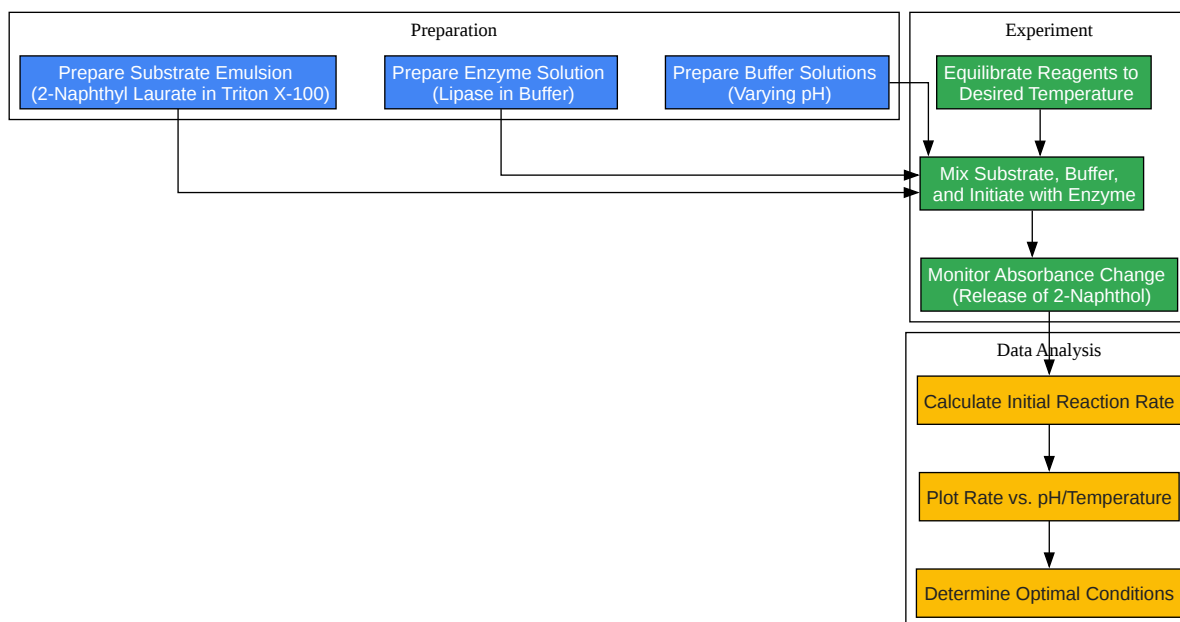 Preparation
Prepare Substrate Emulsion
(2-Naphthyl Laurate in Triton X-100)
Prepare Enzyme Solution
(Lipase in Buffer)
Prepare Buffer Solutions
(Varying pH)
Experiment
Equilibrate Reagents to
Desired Temperature
Mix Substrate, Buffer,
and Initiate with Enzyme
Monitor Absorbance Change
(Release of 2-Naphthol)
Data Analysis
Calculate Initial Reaction Rate
Plot Rate vs. pH/Temperature
Determine Optimal Conditions